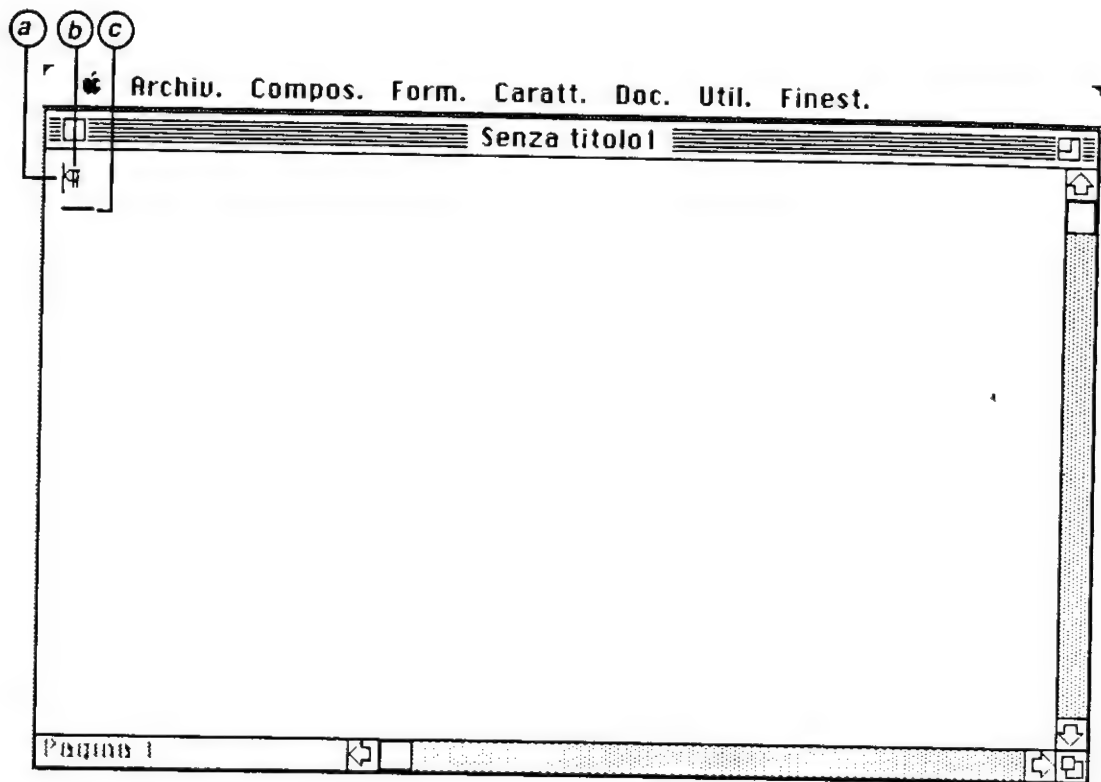 a b c
Archiv. Compos. Form. Caratt. Doc. Util. Finest.
Senza titolo1
¶
Pagina 1